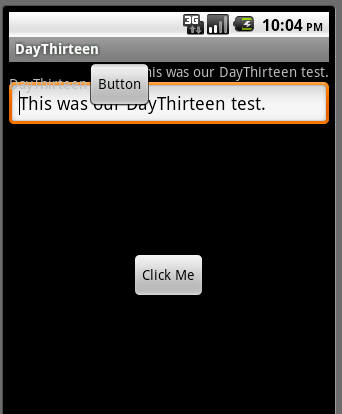 3G 10:04 PM
DayThirteen
This was our DayThirteen test.
DayThirteen
Button
This was our DayThirteen test.
Click Me